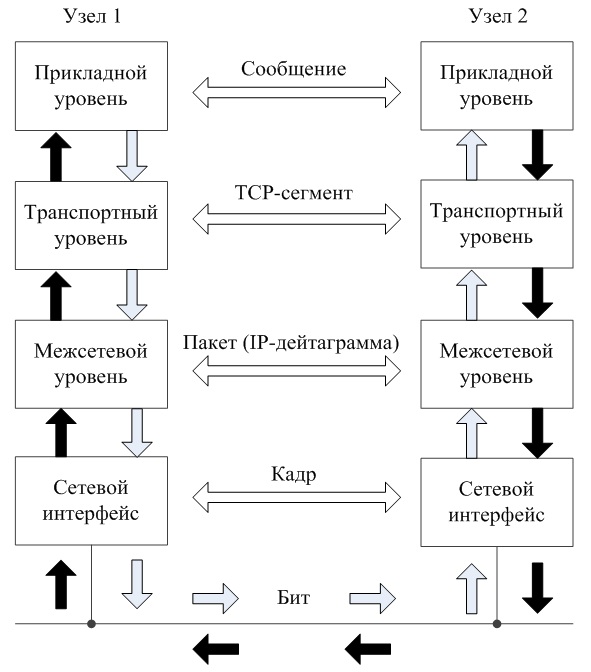 Узел 1
Узел 2
Прикладной
уровень
Сообщение
Прикладной
уровень
Транспортный
уровень
TCP-сегмент
Транспортный
уровень
Межсетевой
уровень
Пакет (IP-дейтаграмма)
Межсетевой
уровень
Сетевой
интерфейс
Кадр
Сетевой
интерфейс
Бит